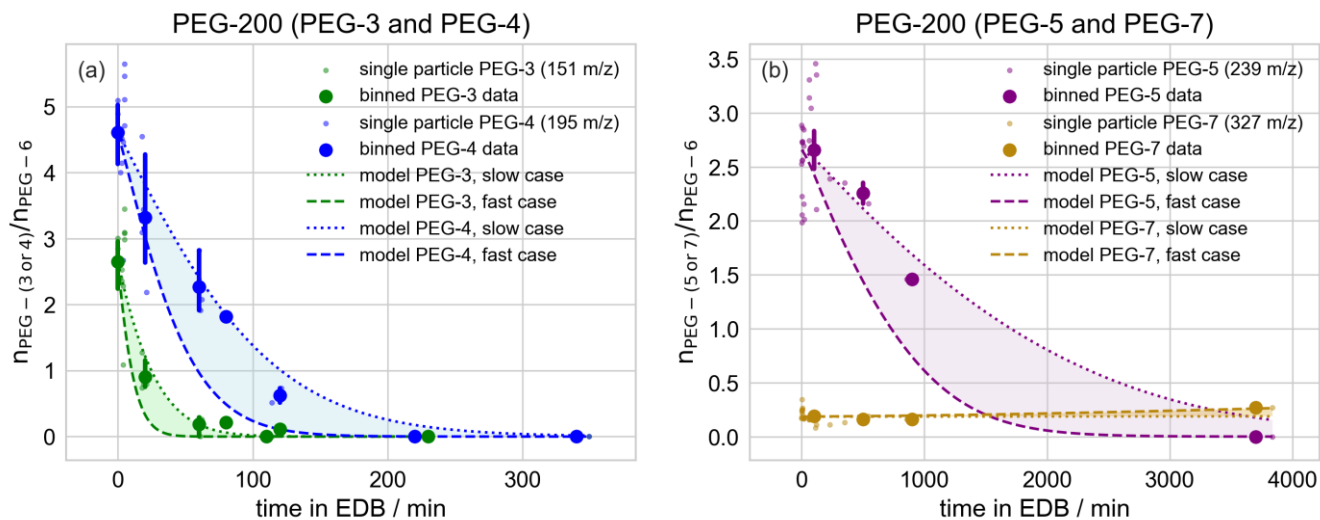 PEG-200 (PEG-3 and PEG-4)
(a)
single particle PEG-3 (151 m/z)
binned PEG-3 data
single particle PEG-4 (195 m/z)
binned PEG-4 data
model PEG-3, slow case
model PEG-3, fast case
model PEG-4, slow case
model PEG-4, fast case
n_PEG−(3 or 4)/n_PEG−6
5
4
3
2
1
0
0
100
200
300
time in EDB / min
PEG-200 (PEG-5 and PEG-7)
(b)
single particle PEG-5 (239 m/z)
binned PEG-5 data
single particle PEG-7 (327 m/z)
binned PEG-7 data
model PEG-5, slow case
model PEG-5, fast case
model PEG-7, slow case
model PEG-7, fast case
n_PEG−(5 or 7)/n_PEG−6
3.5
3.0
2.5
2.0
1.5
1.0
0.5
0.0
0
1000
2000
3000
4000
time in EDB / min